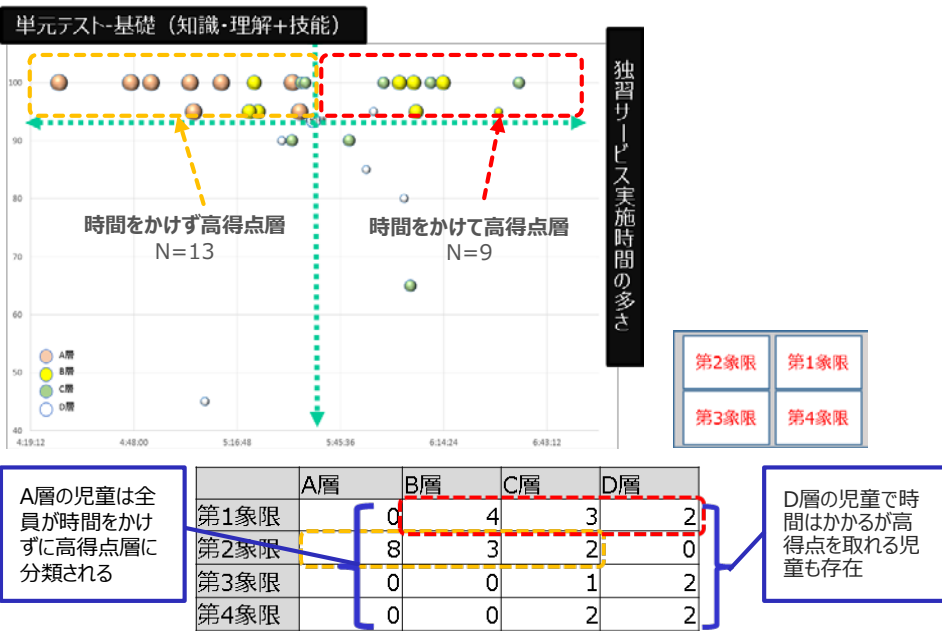 単元テスト-基礎（知識・理解+技能）
独習サービス実施時間の多さ
100
90
80
70
60
50
40
時間をかけず高得点層
N=13
時間をかけて高得点層
N=9
A層
B層
C層
D層
4:19:12
4:48:00
5:16:48
5:45:36
6:14:24
6:43:12
第2象限 第1象限
第3象限 第4象限
A層の児童は全
員が時間をかけ
ずに高得点層に
分類される
A層 B層 C層 D層
第1象限 0 4 3 2
第2象限 8 3 2 0
第3象限 0 0 1 2
第4象限 0 0 2 2
D層の児童で時
間はかかるが高
得点を取れる児
童も存在